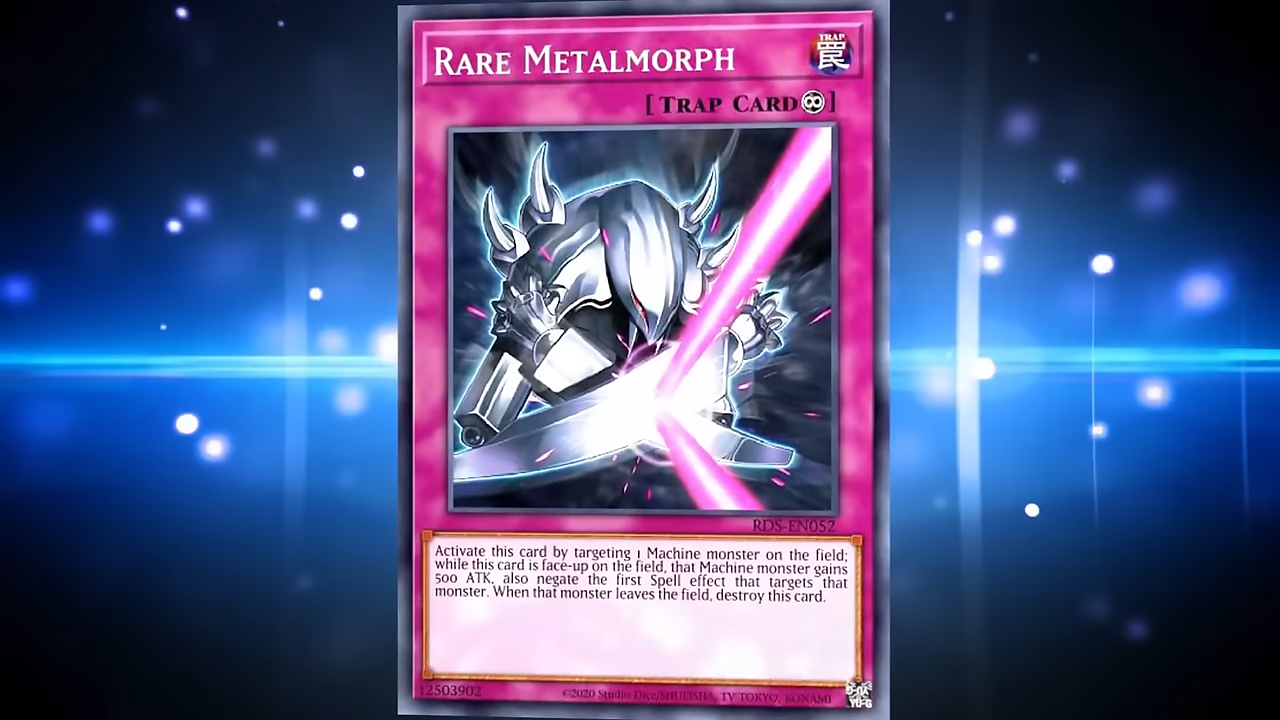 RARE METALMORPH
TRAP
罠
[TRAP CARD∞]
RDS-EN052
Activate this card by targeting 1 Machine monster on the field;
while this card is face-up on the field, that Machine monster gains
500 ATK, also negate the first Spell effect that targets that
monster. When that monster leaves the field, destroy this card.
12503902
©2020 Studio Dice/SHUEISHA, TV TOKYO, KONAMI